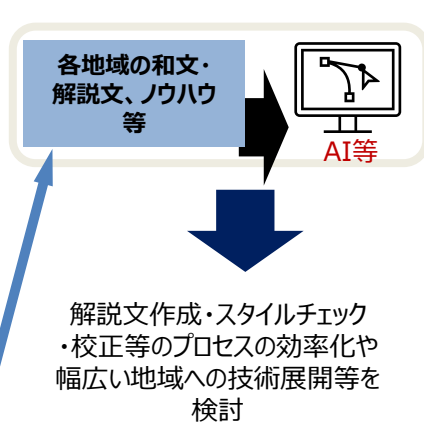 各地域の和文・
解説文、ノウハウ
等
AI等
解説文作成・スタイルチェック
・校正等のプロセスの効率化や
幅広い地域への技術展開等を
検討